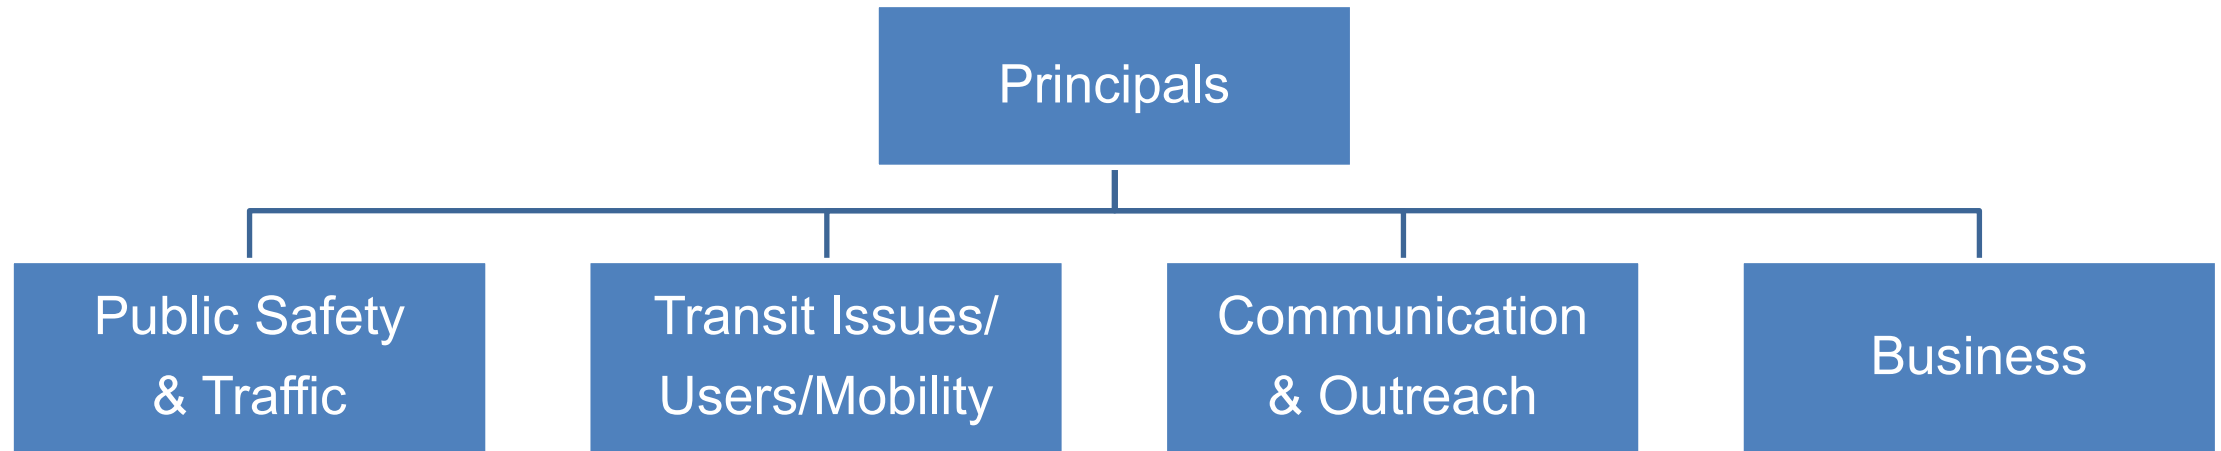 Principals
Public Safety
& Traffic
Transit Issues/
Users/Mobility
Communication
& Outreach
Business